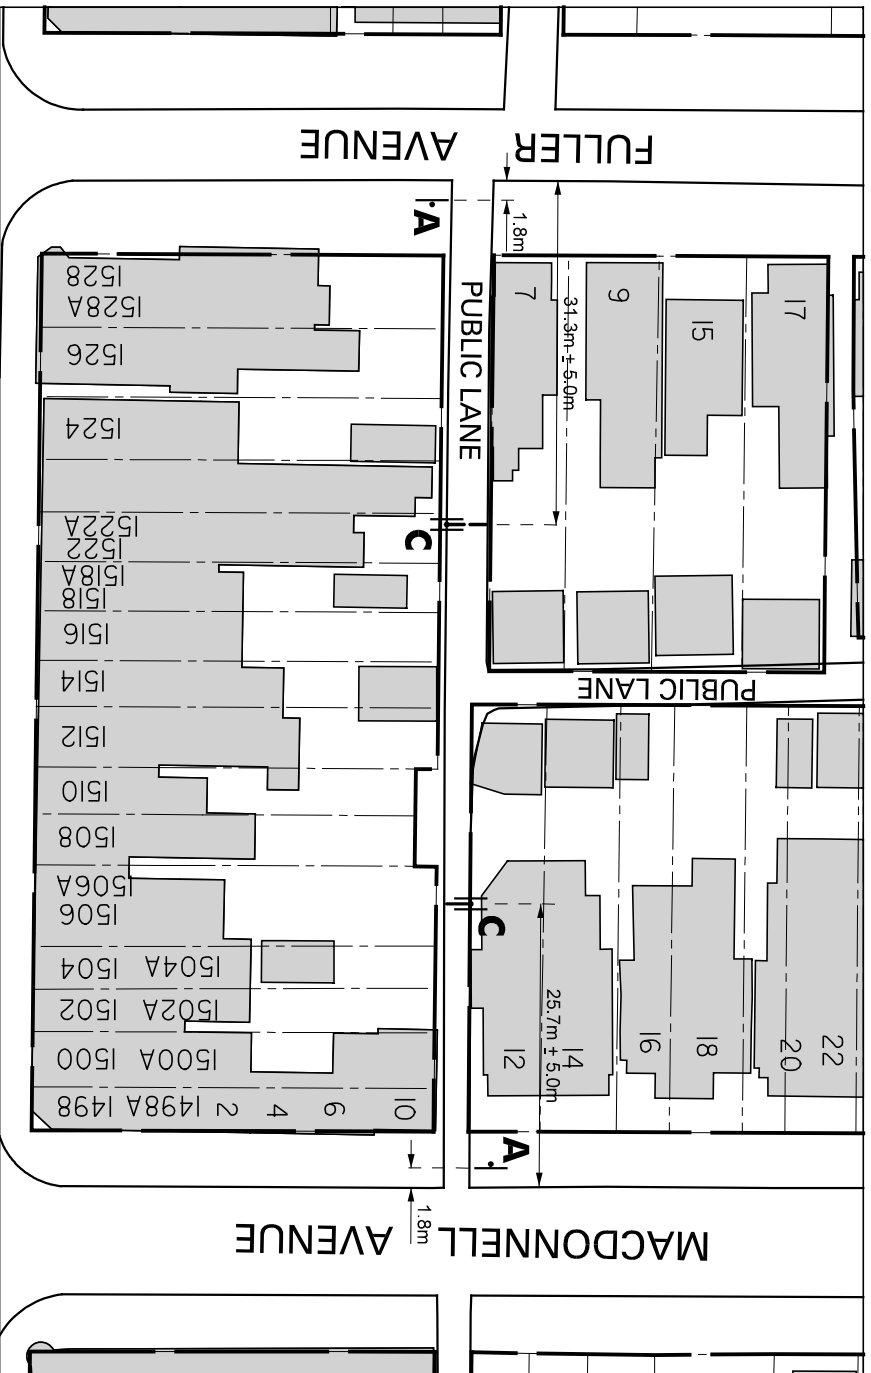 FULLER AVENUE
A
1.8m
1528
1528A
1526
1524
PUBLIC LANE
7
31.3m ± 5.0m
9
15
17
1522A
1522
C
1518A
1518
1516
1514
1512
PUBLIC LANE
1510
1508
1506A
1506
C
1504 1504A
1502 1502A
1500 1500A
1498 1498A 2 4 6 10
25.7m ± 5.0m
12
14
16
18
20
22
A
1.8m
MACDONNELL AVENUE